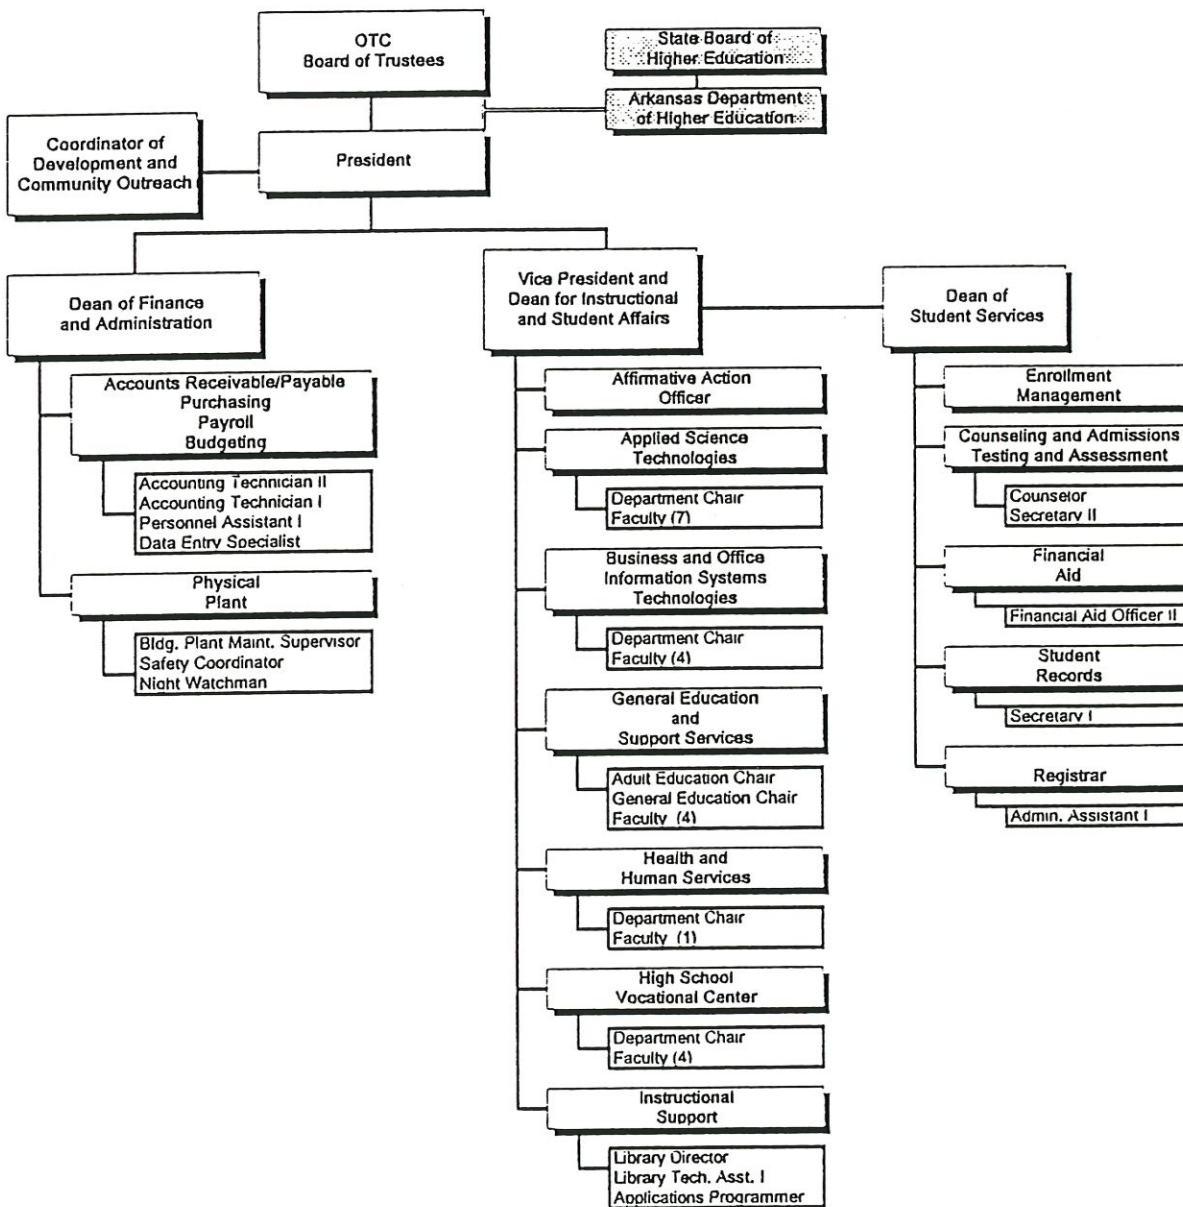 OTC
Board of Trustees
State Board of
Higher Education
Arkansas Department
of Higher Education
Coordinator of
Development and
Community Outreach
President
Dean of Finance
and Administration
Vice President and
Dean for Instructional
and Student Affairs
Dean of
Student Services
Accounts Receivable/Payable
Purchasing
Payroll
Budgeting
Accounting Technician II
Accounting Technician I
Personnel Assistant I
Data Entry Specialist
Physical
Plant
Bldg. Plant Maint. Supervisor
Safety Coordinator
Night Watchman
Affirmative Action
Officer
Applied Science
Technologies
Department Chair
Faculty (7)
Business and Office
Information Systems
Technologies
Department Chair
Faculty (4)
General Education
and
Support Services
Adult Education Chair
General Education Chair
Faculty (4)
Health and
Human Services
Department Chair
Faculty (1)
High School
Vocational Center
Department Chair
Faculty (4)
Instructional
Support
Library Director
Library Tech. Asst. I
Applications Programmer
Enrollment
Management
Counseling and Admissions
Testing and Assessment
Counselor
Secretary II
Financial
Aid
Financial Aid Officer II
Student
Records
Secretary I
Registrar
Admin. Assistant I